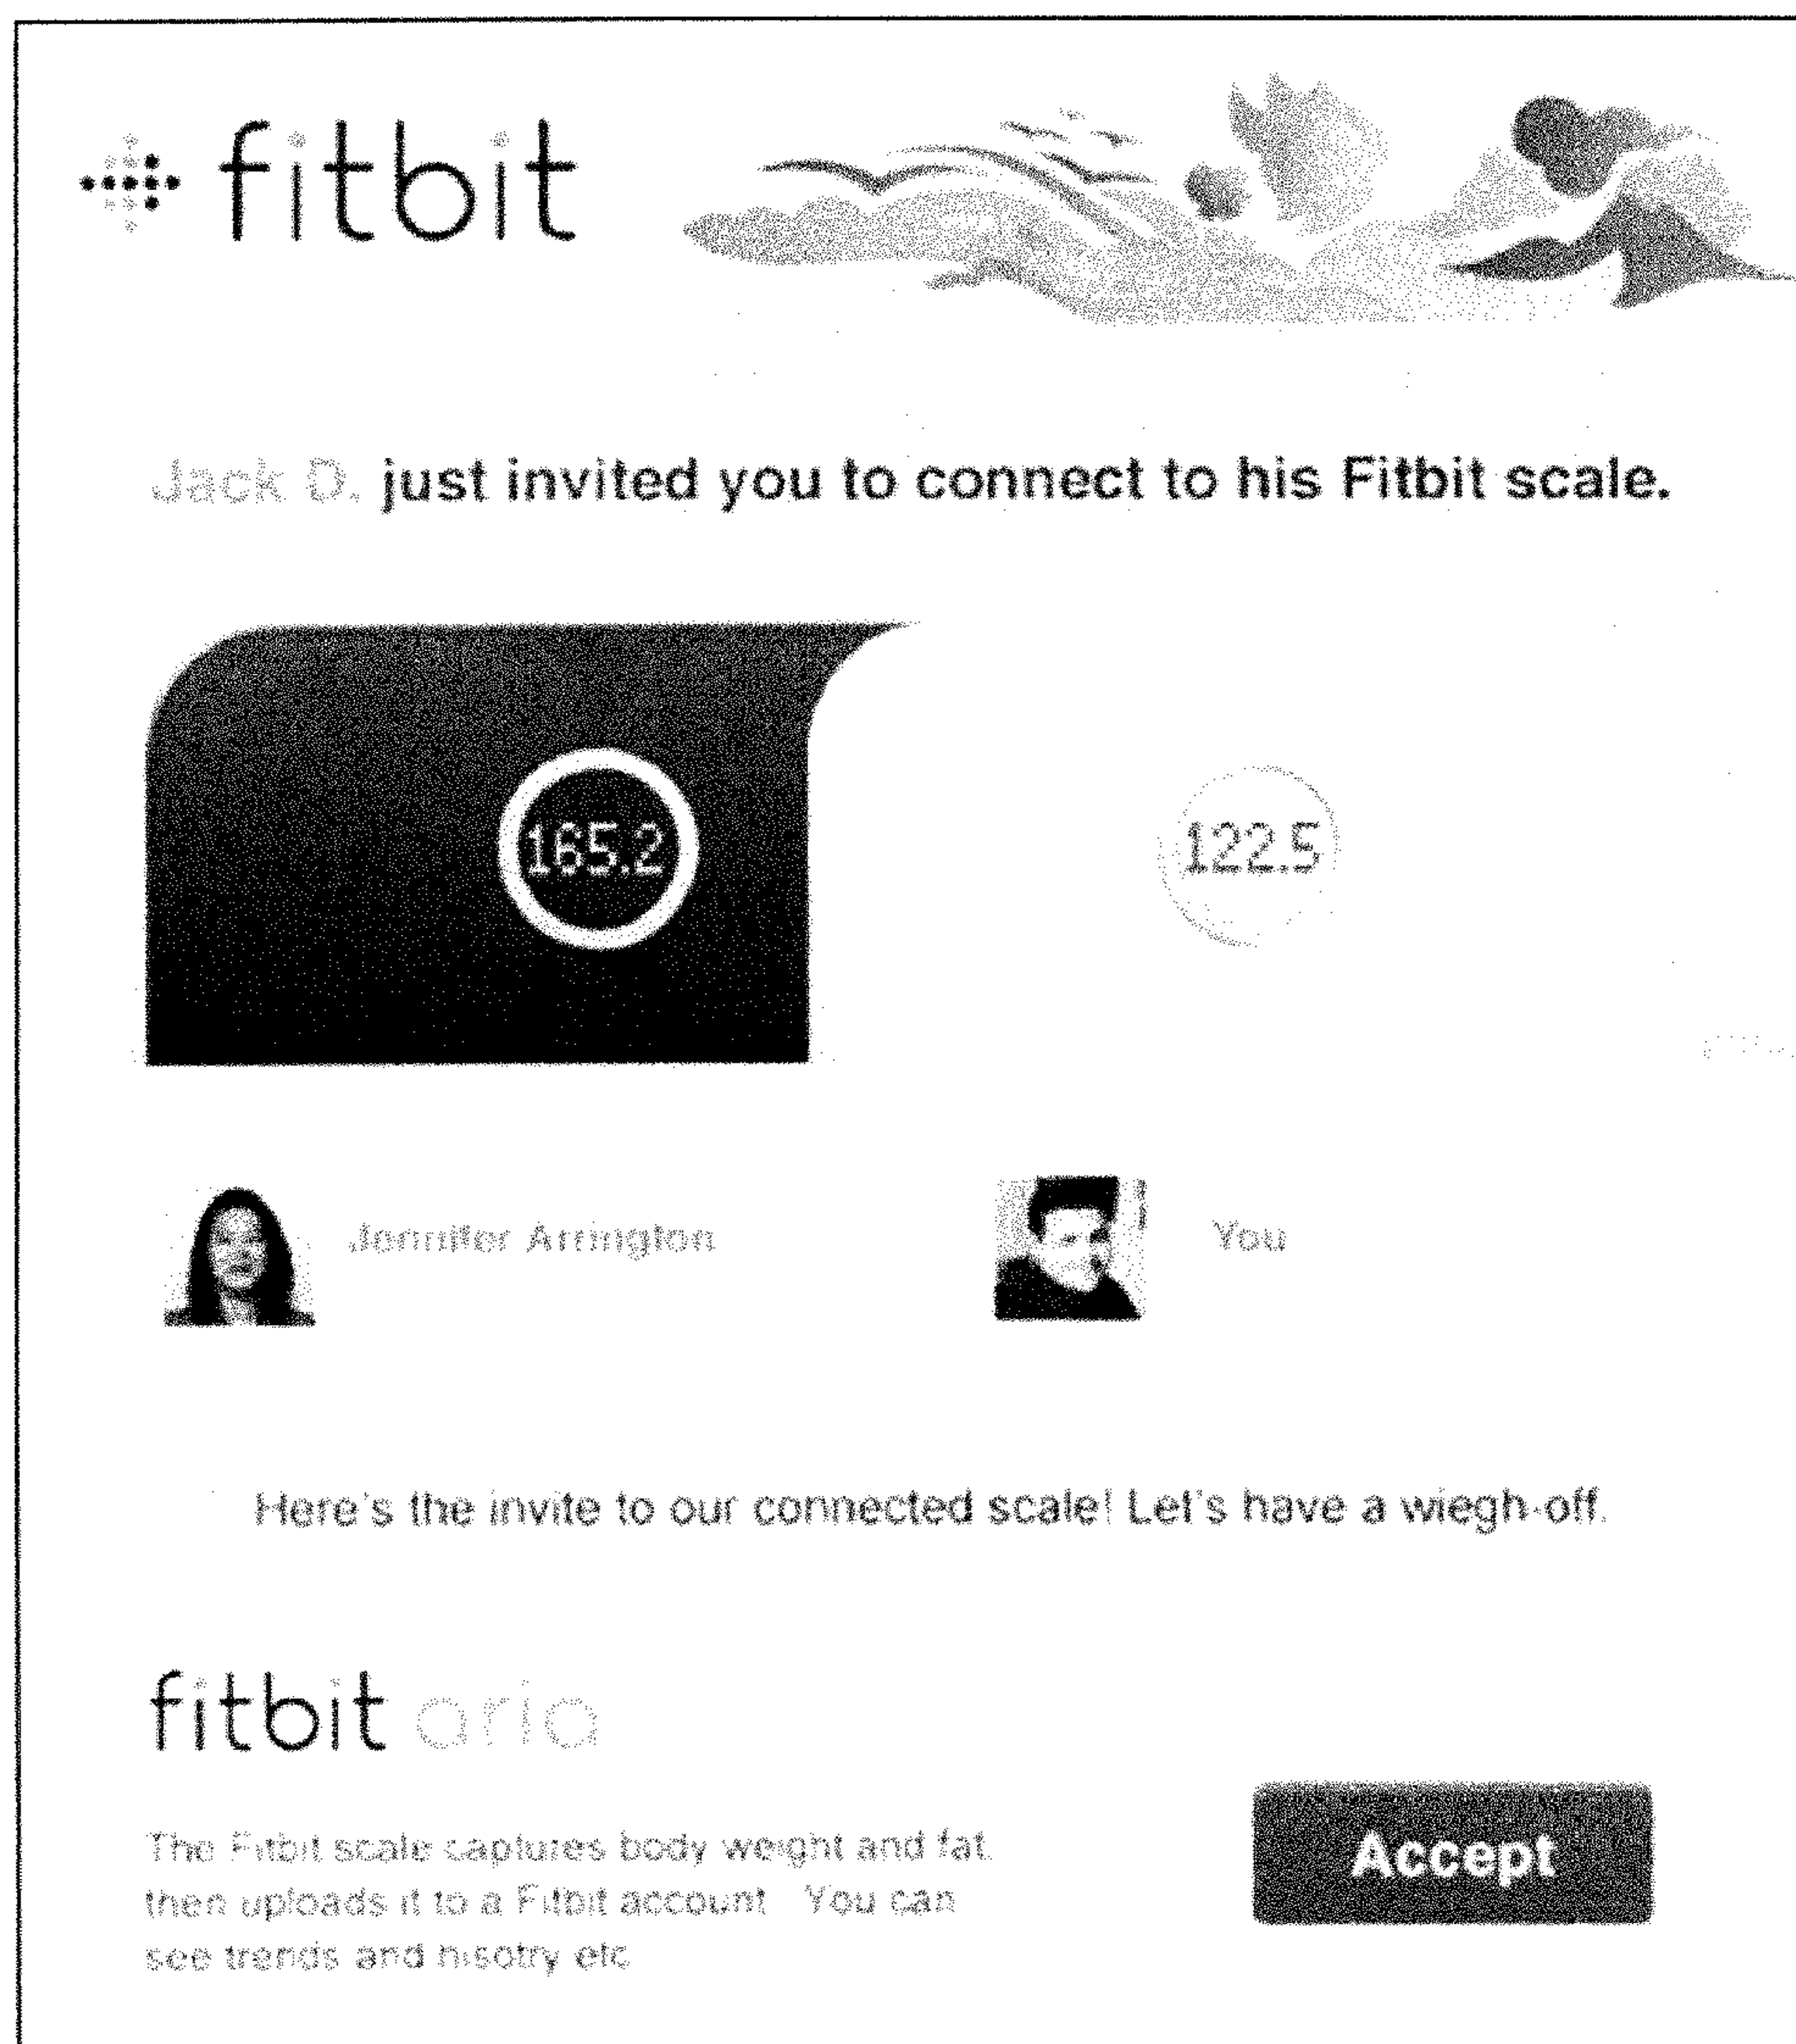 fitbit
Jack D. just invited you to connect to his Fitbit scale.
165.2
122.5
Jennifer Arrington
You
Here's the invite to our connected scale! Let's have a wiegh-off.
fitbit aria
The Fitbit scale captures body weight and fat.
then uploads it to a Fitbit account You can
see trends and hisotry etc
Accept